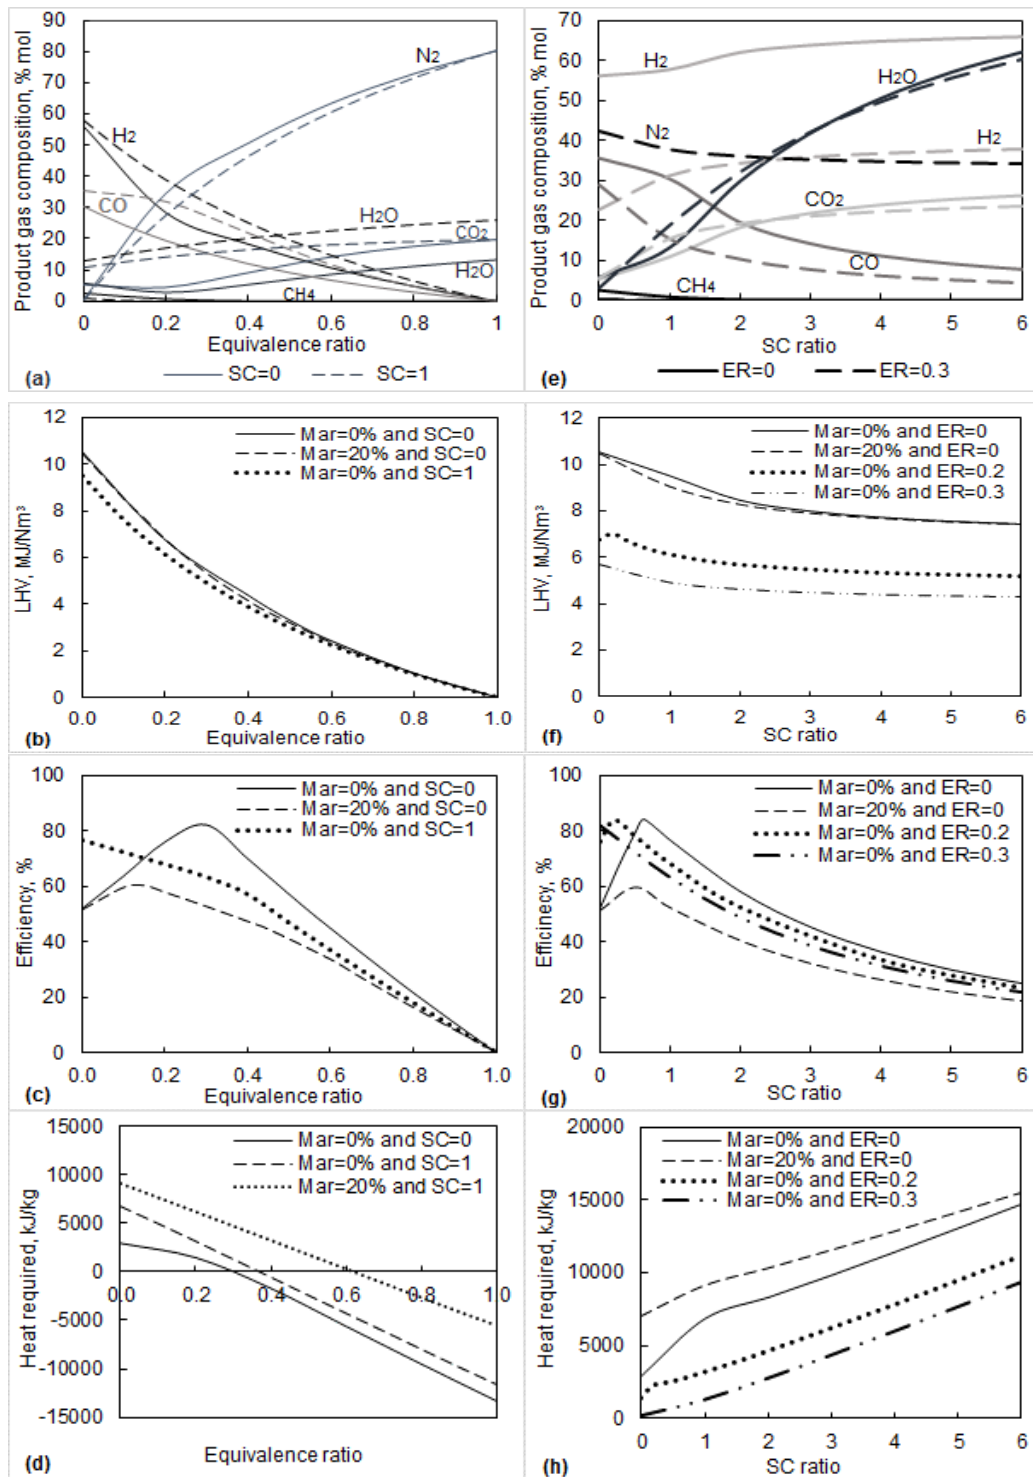 Product gas composition, % mol
90
80
70
60
50
40
30
20
10
0
N2
H2
CO
H2O
CO2
H2O
CH4
0 0.2 0.4 0.6 0.8 1
Equivalence ratio
(a) SC=0 SC=1
Product gas composition, % mol
70
60
50
40
30
20
10
0
H2
H2O
N2
H2
CO2
CO
CH4
0 1 2 3 4 5 6
SC ratio
(e) ER=0 ER=0.3
LHV, MJ/Nm³
12
10
8
6
4
2
0
Mar=0% and SC=0
Mar=20% and SC=0
Mar=0% and SC=1
0.0 0.2 0.4 0.6 0.8 1.0
(b) Equivalence ratio
LHV, MJ/Nm³
12
10
8
6
4
2
0
Mar=0% and ER=0
Mar=20% and ER=0
Mar=0% and ER=0.2
Mar=0% and ER=0.3
0 1 2 3 4 5 6
(f) SC ratio
Efficiency, %
100
80
60
40
20
0
Mar=0% and SC=0
Mar=20% and SC=0
Mar=0% and SC=1
0.0 0.2 0.4 0.6 0.8 1.0
(c) Equivalence ratio
Efficinecy, %
100
80
60
40
20
0
Mar=0% and ER=0
Mar=20% and ER=0
Mar=0% and ER=0.2
Mar=0% and ER=0.3
0 1 2 3 4 5 6
(g) SC ratio
Heat required, kJ/kg
15000
10000
5000
0
-5000
-10000
-15000
Mar=0% and SC=0
Mar=0% and SC=1
Mar=20% and SC=1
0.0 0.2 0.4 0.6 0.8 1.0
(d) Equivalence ratio
Heat required, kJ/kg
20000
15000
10000
5000
0
Mar=0% and ER=0
Mar=20% and ER=0
Mar=0% and ER=0.2
Mar=0% and ER=0.3
0 1 2 3 4 5 6
(h) SC ratio